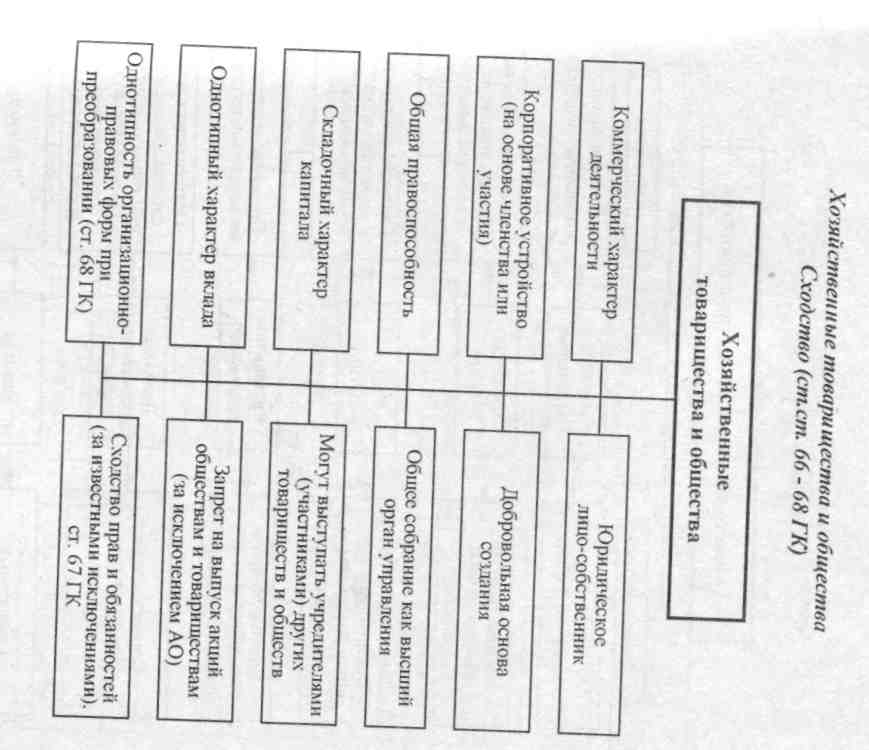 Хозяйственные товарищества и общества
Сходство (ст.ст. 66 - 68 ГК)
Хозяйственные
товарищества и общества
Коммерческий характер
деятельности
Юридическое
лицо-собственник
Корпоративное устройство
(на основе членства или
участия)
Добровольная основа
создания
Общая правоспособность
Общее собрание как высший
орган управления
Складочный характер
капитала
Могут выступать учредителями
(участниками) других
товариществ и обществ
Однотипный характер вклада
Запрет на выпуск акций
обществам и товариществам
(за исключением АО)
Однотипность организационно-
правовых форм при
преобразовании (ст. 68 ГК)
Сходство прав и обязанностей
(за известными исключениями).
ст. 67 ГК